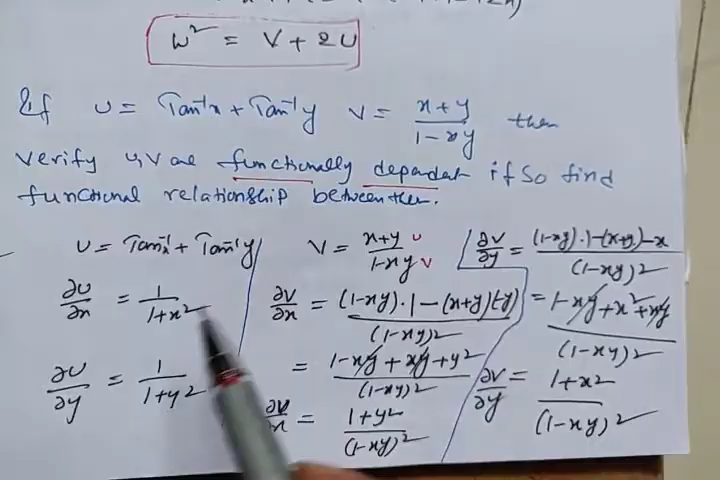 w² = v + 2u
If u = Tan⁻¹x + Tan⁻¹y v = x+y / 1-xy then
verify u, v are functionally dependent if so find
functional relationship between them.
u = Tan⁻¹x + Tan⁻¹y
∂u/∂x = 1 / 1+x²
∂u/∂y = 1 / 1+y²
v = x+y / 1-xy u v
∂v/∂x = (1-xy)·1-(x+y)(-y) / (1-xy)²
= 1-xy+xy+y² / (1-xy)²
∂v/∂x = 1+y² / (1-xy)²
∂v/∂y = (1-xy)·1-(x+y)-x / (1-xy)²
= 1-xy+x²+xy / (1-xy)²
∂v/∂y = 1+x² / (1-xy)²